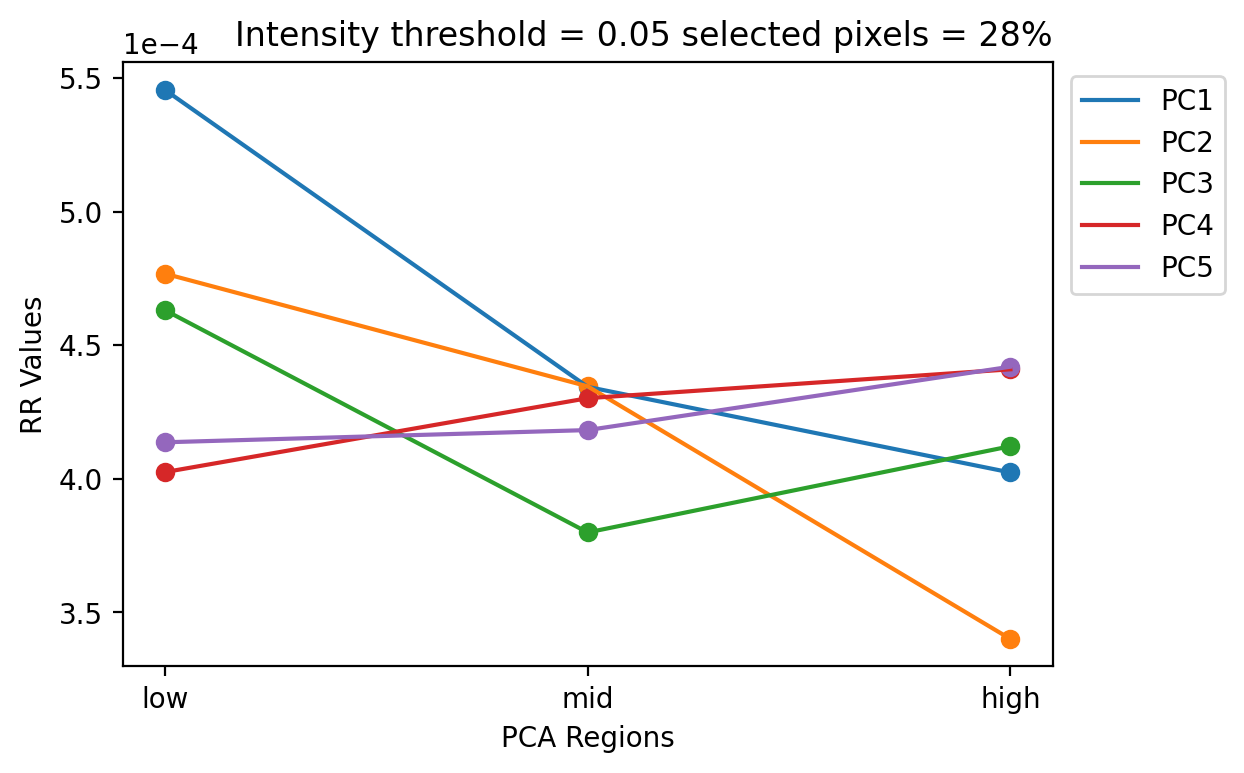 Intensity threshold = 0.05 selected pixels = 28%
1e−4
5.5
5.0
4.5
4.0
3.5
RR Values
low
mid
high
PCA Regions
PC1
PC2
PC3
PC4
PC5